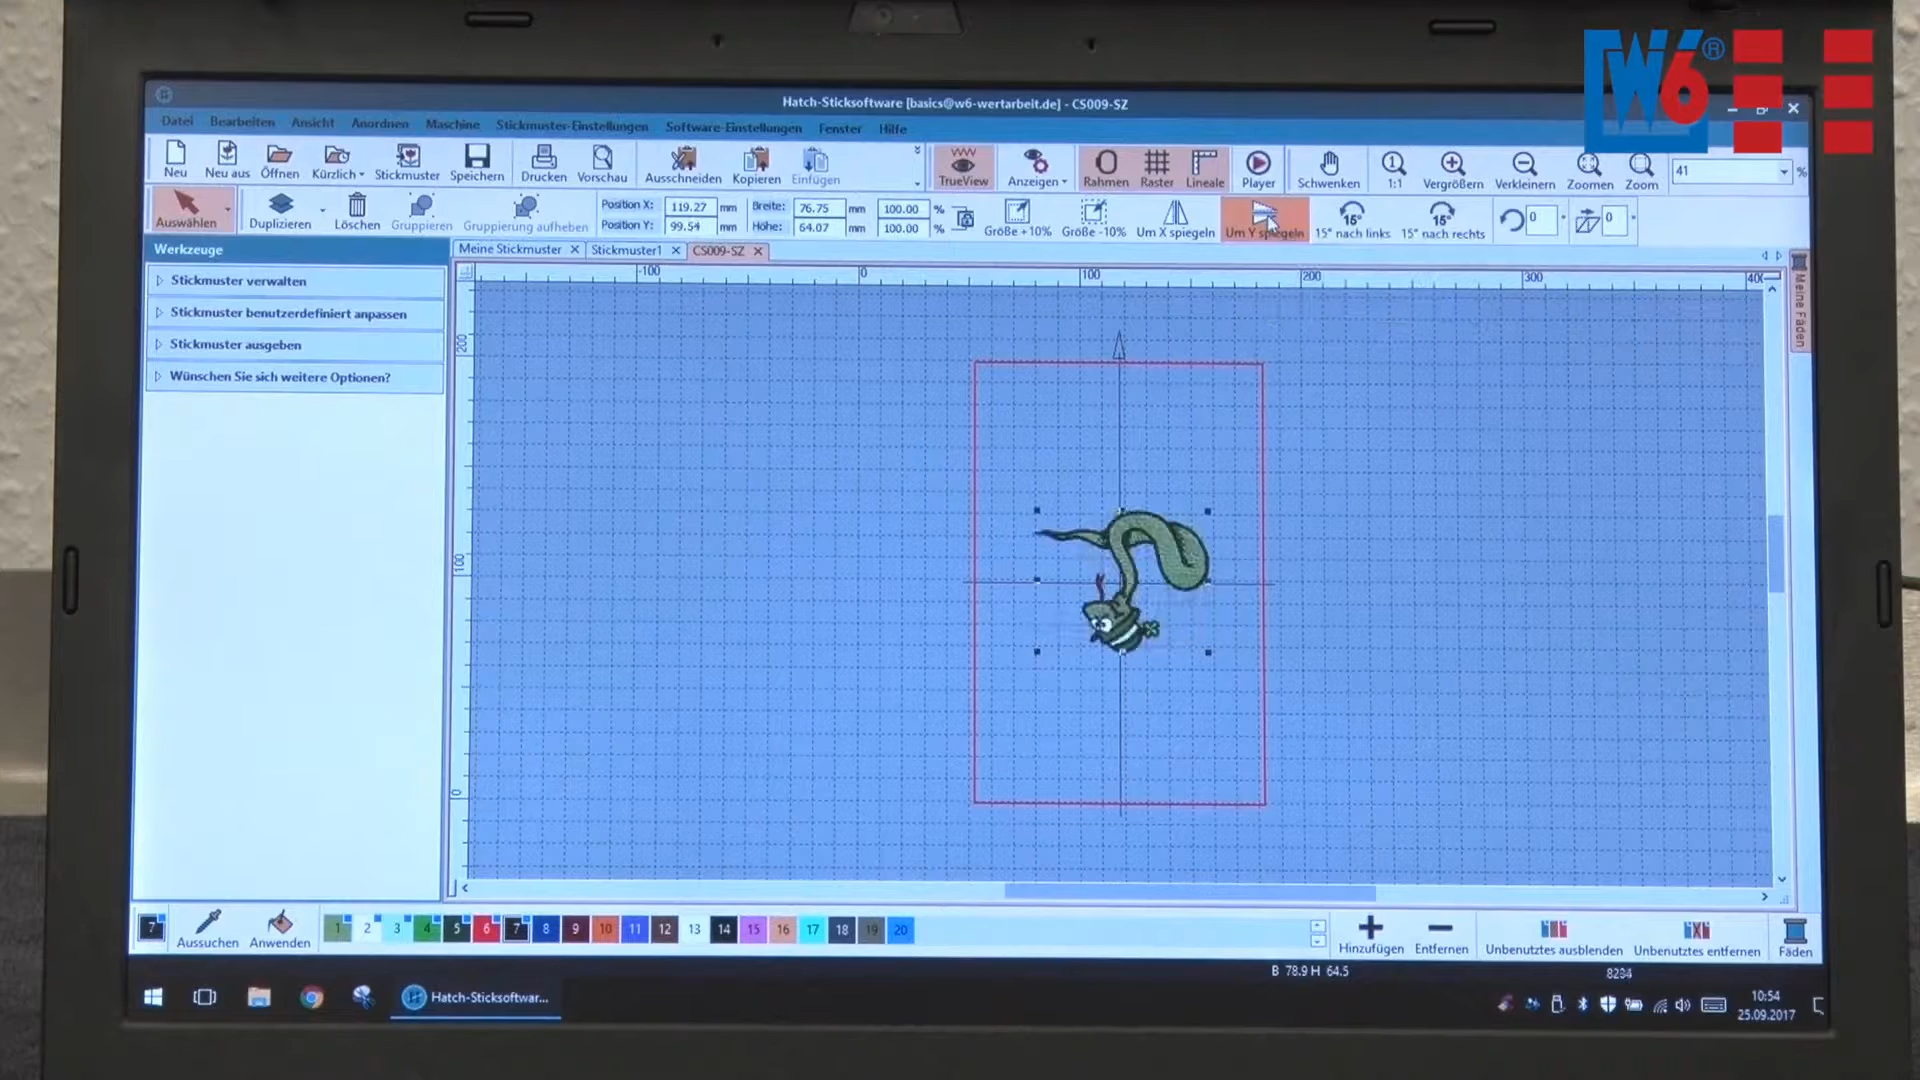 W6®
Hatch-Sticksoftware [basics@w6-wertarbeit.de] - CS009-SZ
Datei Bearbeiten Ansicht Anordnen Maschine Stickmuster-Einstellungen Software-Einstellungen Fenster Hilfe
Neu Neu aus Öffnen Kürzlich Stickmuster Speichern Drucken Vorschau Ausschneiden Kopieren Einfügen TrueView Anzeigen Rahmen Raster Lineale Player Schwenken 1:1 Vergrößern Verkleinern Zoomen Zoom 41 %
Position X: 119.27 mm Breite: 76.75 mm 100.00 %
Position Y: 99.54 mm Höhe: 64.07 mm 100.00 %
Auswählen Duplizieren Löschen Gruppieren Gruppierung aufheben Größe +10% Größe -10% Um X spiegeln Um Y spiegeln 15° nach links 15° nach rechts 0 0
Werkzeuge
Meine Stickmuster Stickmuster1 CS009-SZ
Stickmuster verwalten
Stickmuster benutzerdefiniert anpassen
Stickmuster ausgeben
Wünschen Sie sich weitere Optionen?
-100 0 100 200 300 400
200
100
0
Meine Fäden
7 Aussuchen Anwenden 1 2 3 4 5 6 7 8 9 10 11 12 13 14 15 16 17 18 19 20 Hinzufügen Entfernen Unbenutztes ausblenden Unbenutztes entfernen Fäden
B 78.9 H 64.5 8234
Hatch-Sticksoftwar...
10:54
25.09.2017